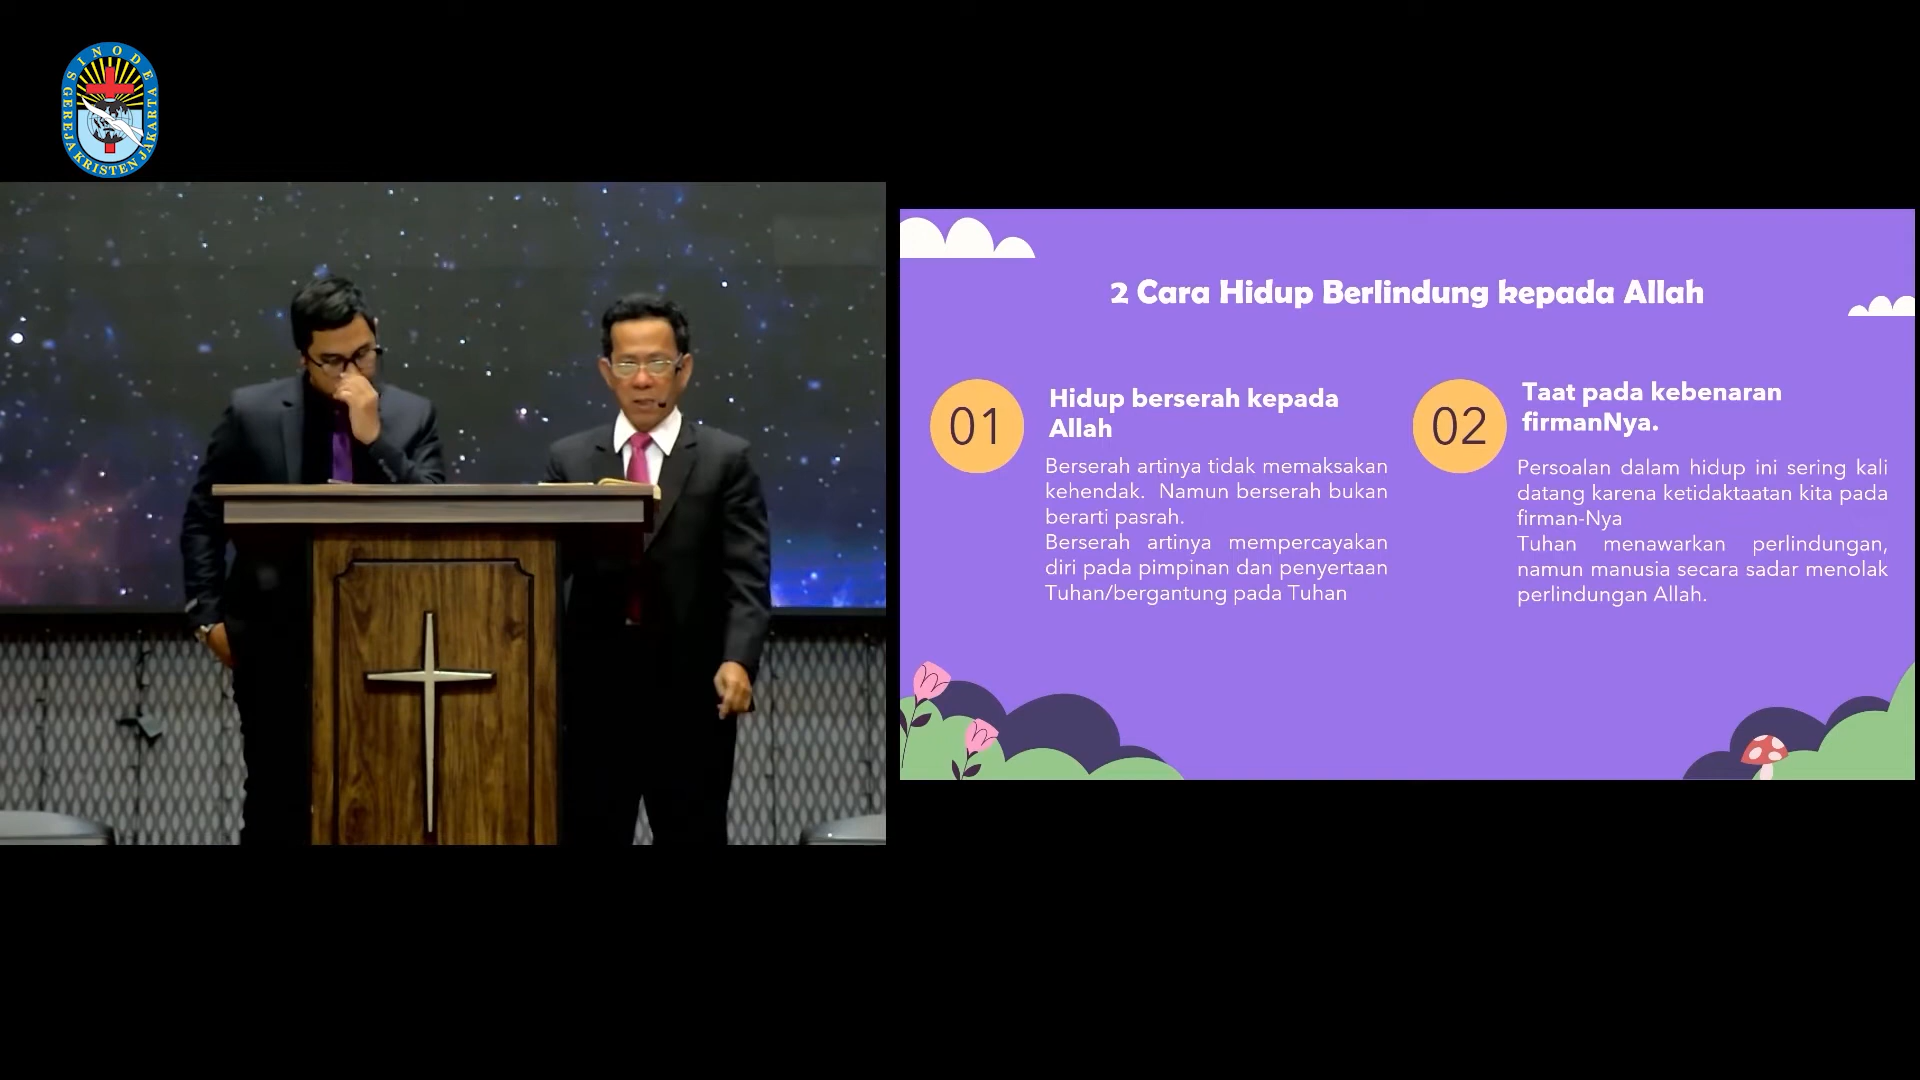 SINODE
GEREJA KRISTEN JAKARTA
2 Cara Hidup Berlindung kepada Allah
01
Hidup berserah kepada
Allah
Berserah artinya tidak memaksakan
kehendak. Namun berserah bukan
berarti pasrah.
Berserah artinya mempercayakan
diri pada pimpinan dan penyertaan
Tuhan/bergantung pada Tuhan
02
Taat pada kebenaran
firmanNya.
Persoalan dalam hidup ini sering kali
datang karena ketidaktaatan kita pada
firman-Nya
Tuhan menawarkan perlindungan,
namun manusia secara sadar menolak
perlindungan Allah.